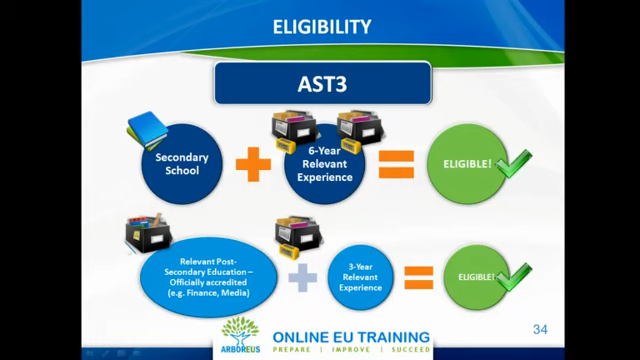 ELIGIBILITY
AST3
Secondary
School
6-Year
Relevant
Experience
ELIGIBLE!
Relevant Post-
Secondary Education –
Officially accredited
(e.g. Finance, Media)
3-Year
Relevant
Experience
ELIGIBLE!
ARBOREUS
ONLINE EU TRAINING
PREPARE | IMPROVE | SUCCEED
34